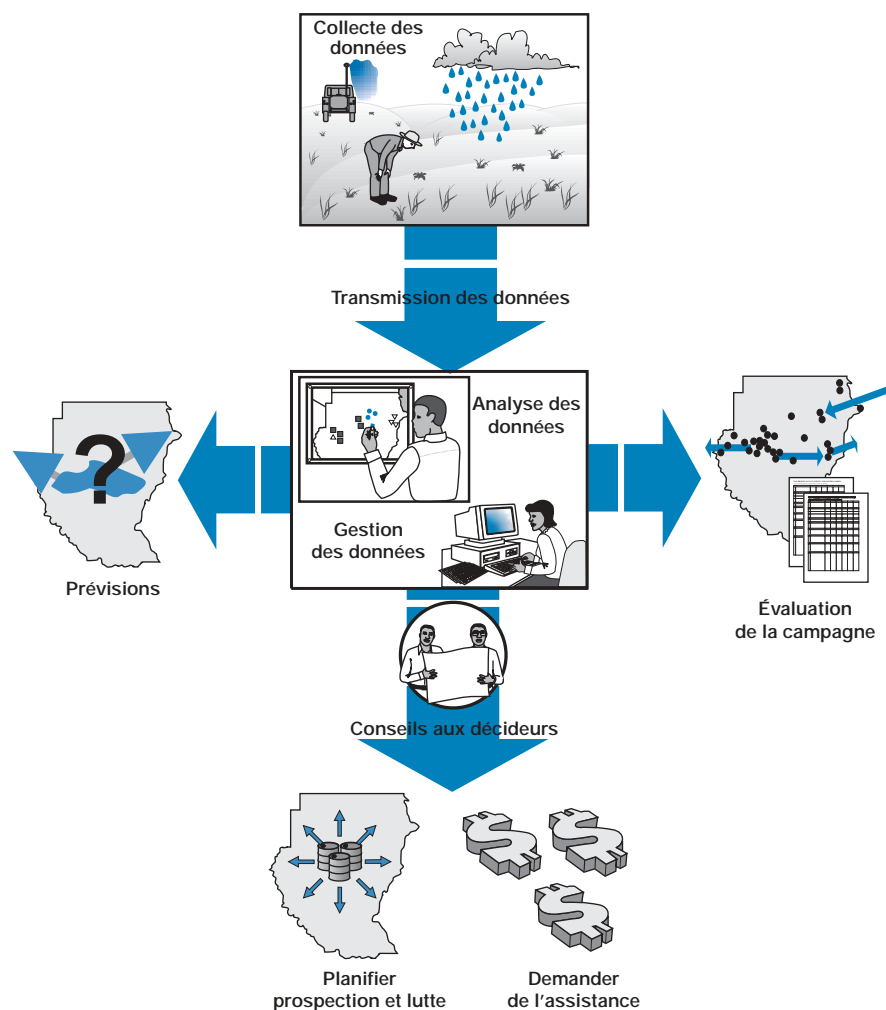 Collecte des
données
Transmission des données
Analyse des
données
Gestion
des données
Prévisions
Évaluation
de la campagne
Conseils aux décideurs
Planifier
prospection et lutte
Demander
de l'assistance